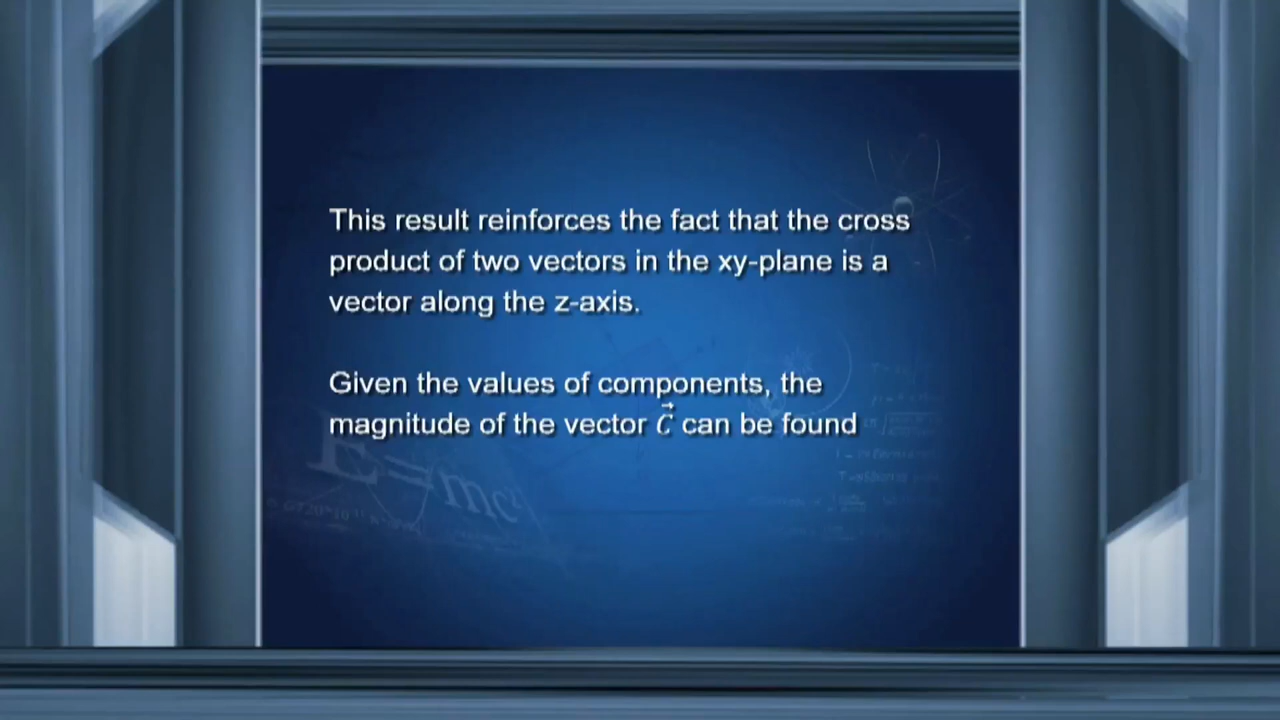 This result reinforces the fact that the cross
product of two vectors in the xy-plane is a
vector along the z-axis.
Given the values of components, the
magnitude of the vector C⃗ can be found
E=mc²